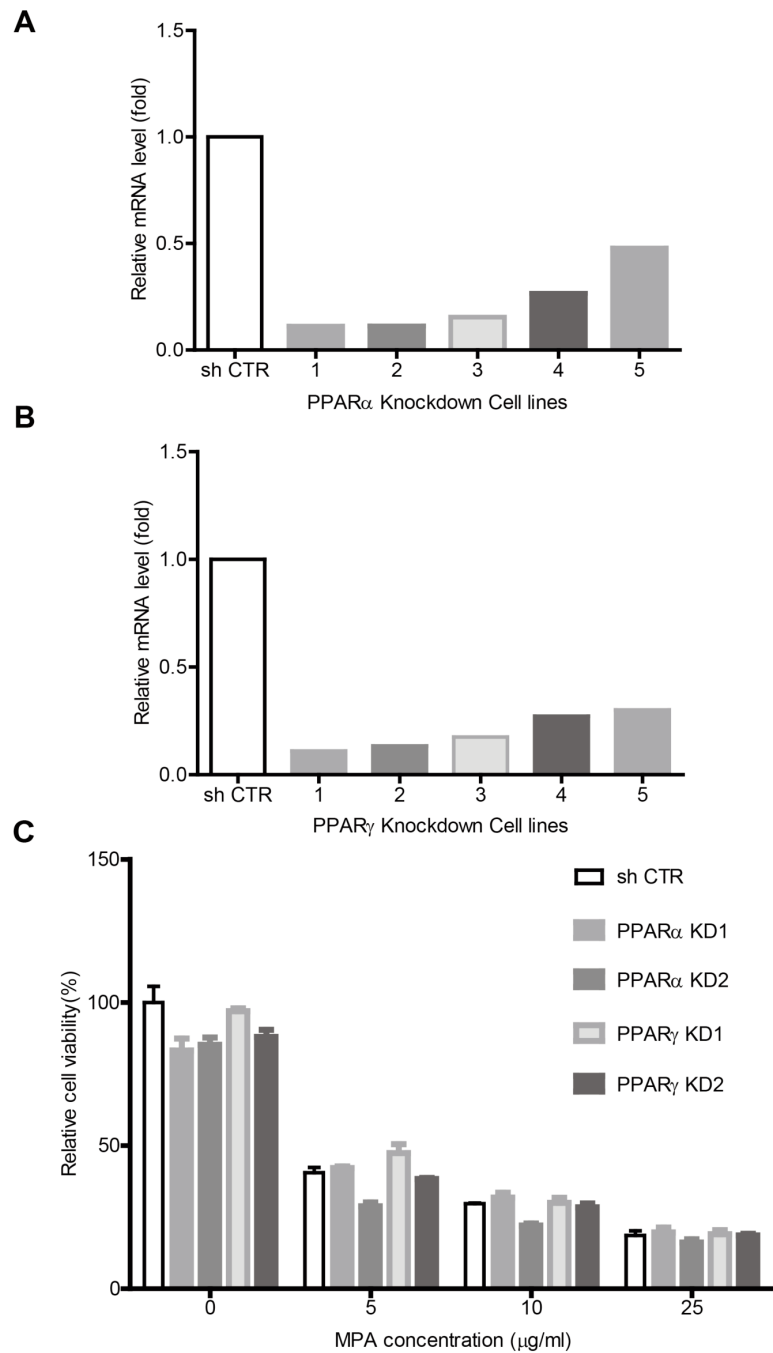 A
Relative mRNA level (fold)
1.5
1.0
0.5
0.0
sh CTR 1 2 3 4 5
PPARα Knockdown Cell lines
B
Relative mRNA level (fold)
1.5
1.0
0.5
0.0
sh CTR 1 2 3 4 5
PPARγ Knockdown Cell lines
C
Relative cell viability(%)
150
100
50
0
sh CTR
PPARα KD1
PPARα KD2
PPARγ KD1
PPARγ KD2
0 5 10 25
MPA concentration (μg/ml)